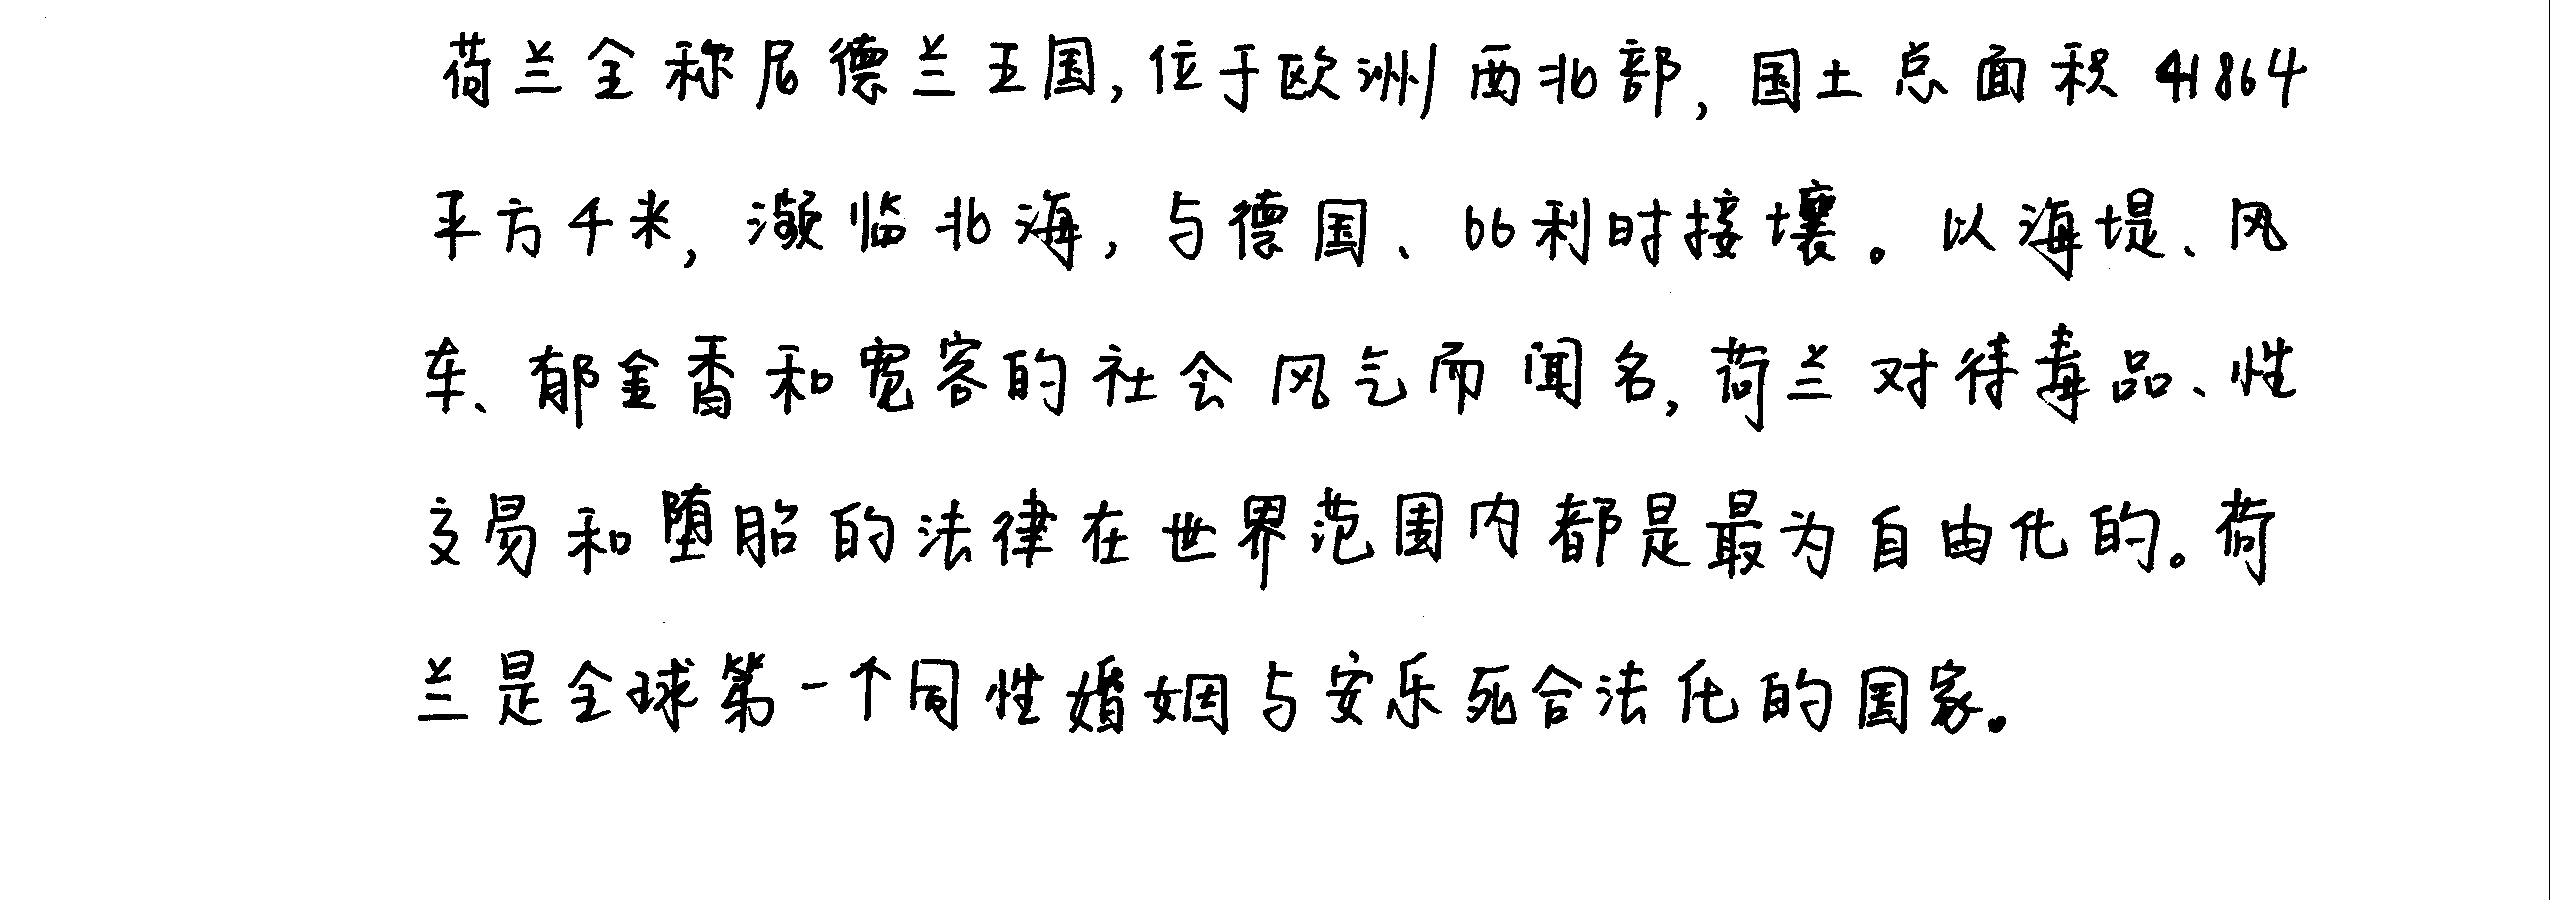 荷兰全称尼德兰王国,位于欧洲西北部,国土总面积41864
平方千米,濒临北海,与德国、比利时接壤。以海堤、风
车、郁金香和宽容的社会风气而闻名,荷兰对待毒品、性
交易和堕胎的法律在世界范围内都是最为自由化的。荷
兰是全球第一个同性婚姻与安乐死合法化的国家。